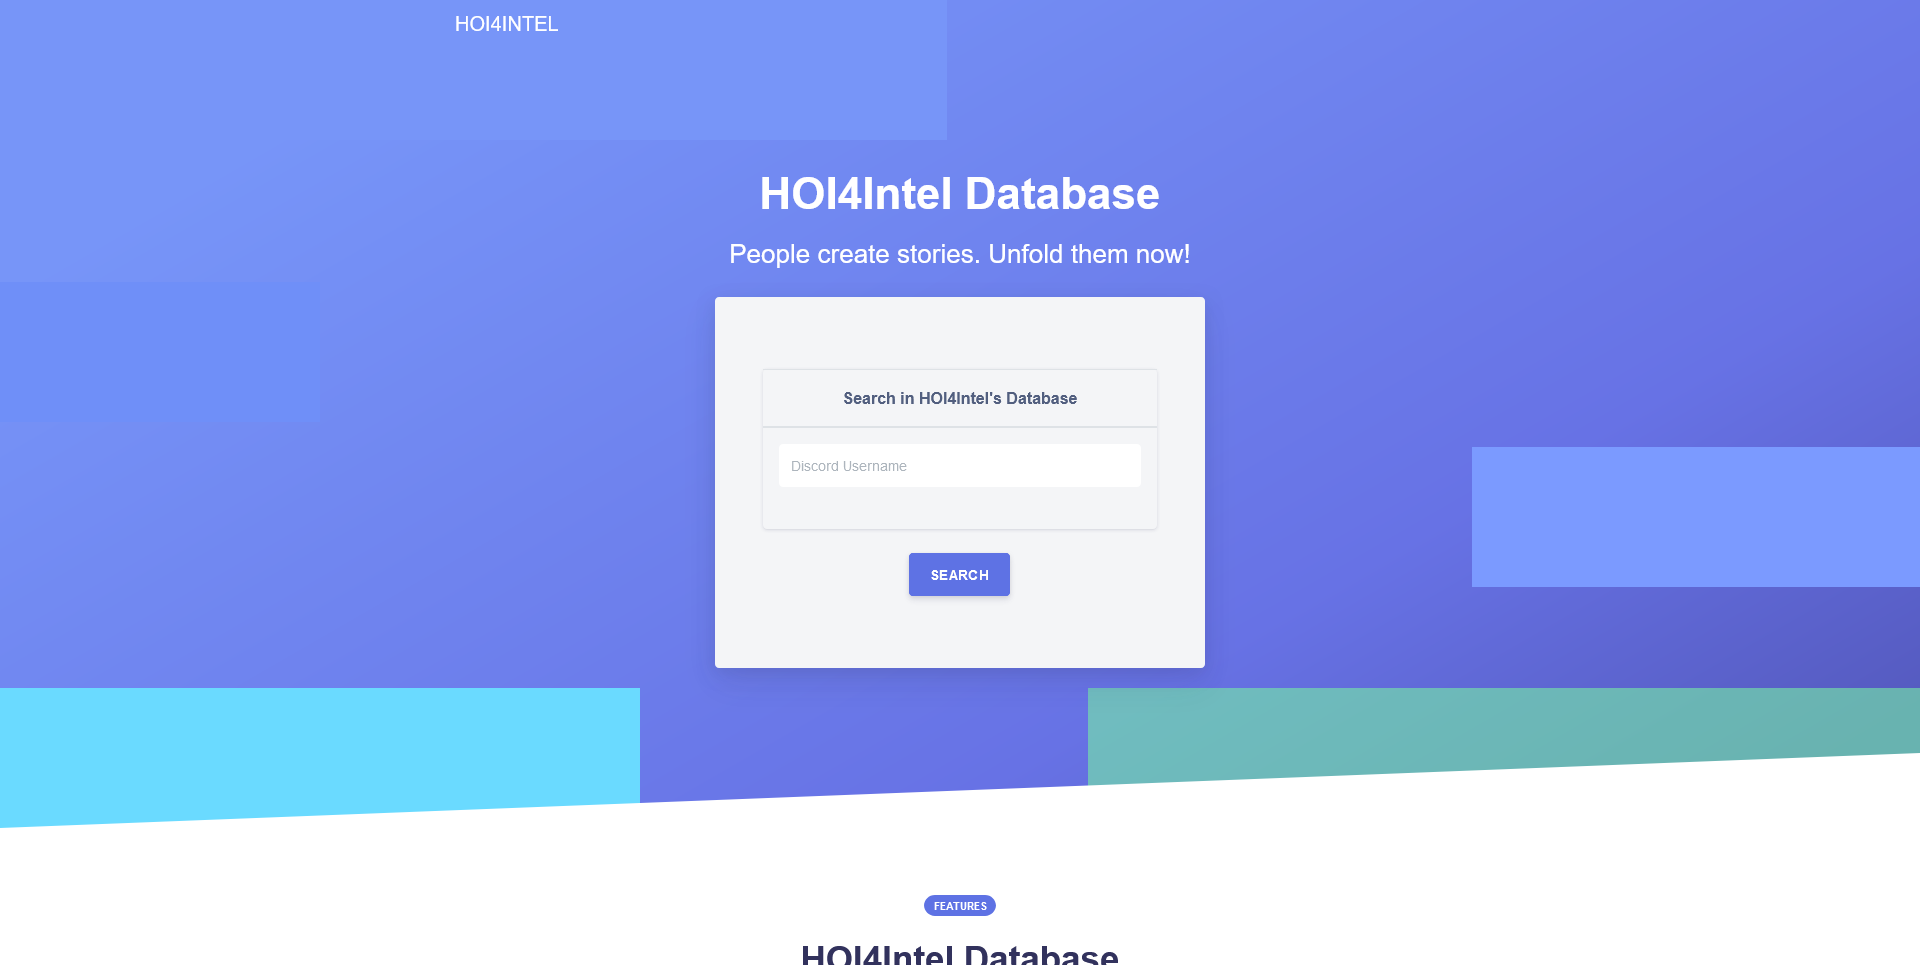 HOI4INTEL
HOI4Intel Database
People create stories. Unfold them now!
Search in HOI4Intel's Database
Discord Username
SEARCH
FEATURES
HOI4Intel Database